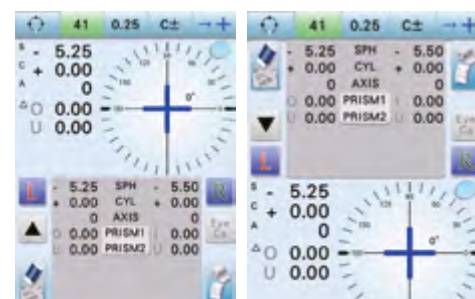 41 0.25 C± →+
S - 5.25
C + 0.00
A 0
△ O 0.00
U 0.00
0°
L R
- 5.25 SPH - 5.50
+ 0.00 CYL + 0.00
0 AXIS 0
O 0.00 PRISM1 I 0.00
U 0.00 PRISM2 U 0.00
41 0.25 C± →+
- 5.25 SPH - 5.50
+ 0.00 CYL + 0.00
0 AXIS 0
O 0.00 PRISM1 I 0.00
U 0.00 PRISM2 U 0.00
L R
S - 5.25
C + 0.00
A 0
△ O 0.00
U 0.00
0°